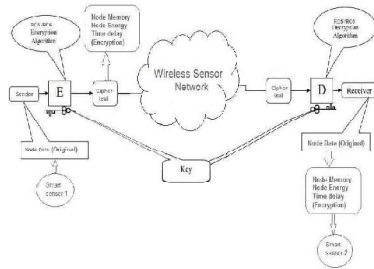 Encryption
Algorithm
Node Memory
Node Energy
Time delay
(Encryption)
Wireless Sensor
Network
Decryption
Algorithm
Sender
E
Cipher
text
Cipher
text
D
Receiver
Node Data (Original)
Node Data (Original)
Key
Smart
sensor 1
Node Memory
Node Energy
Time delay
(Encryption)
Smart
sensor 2